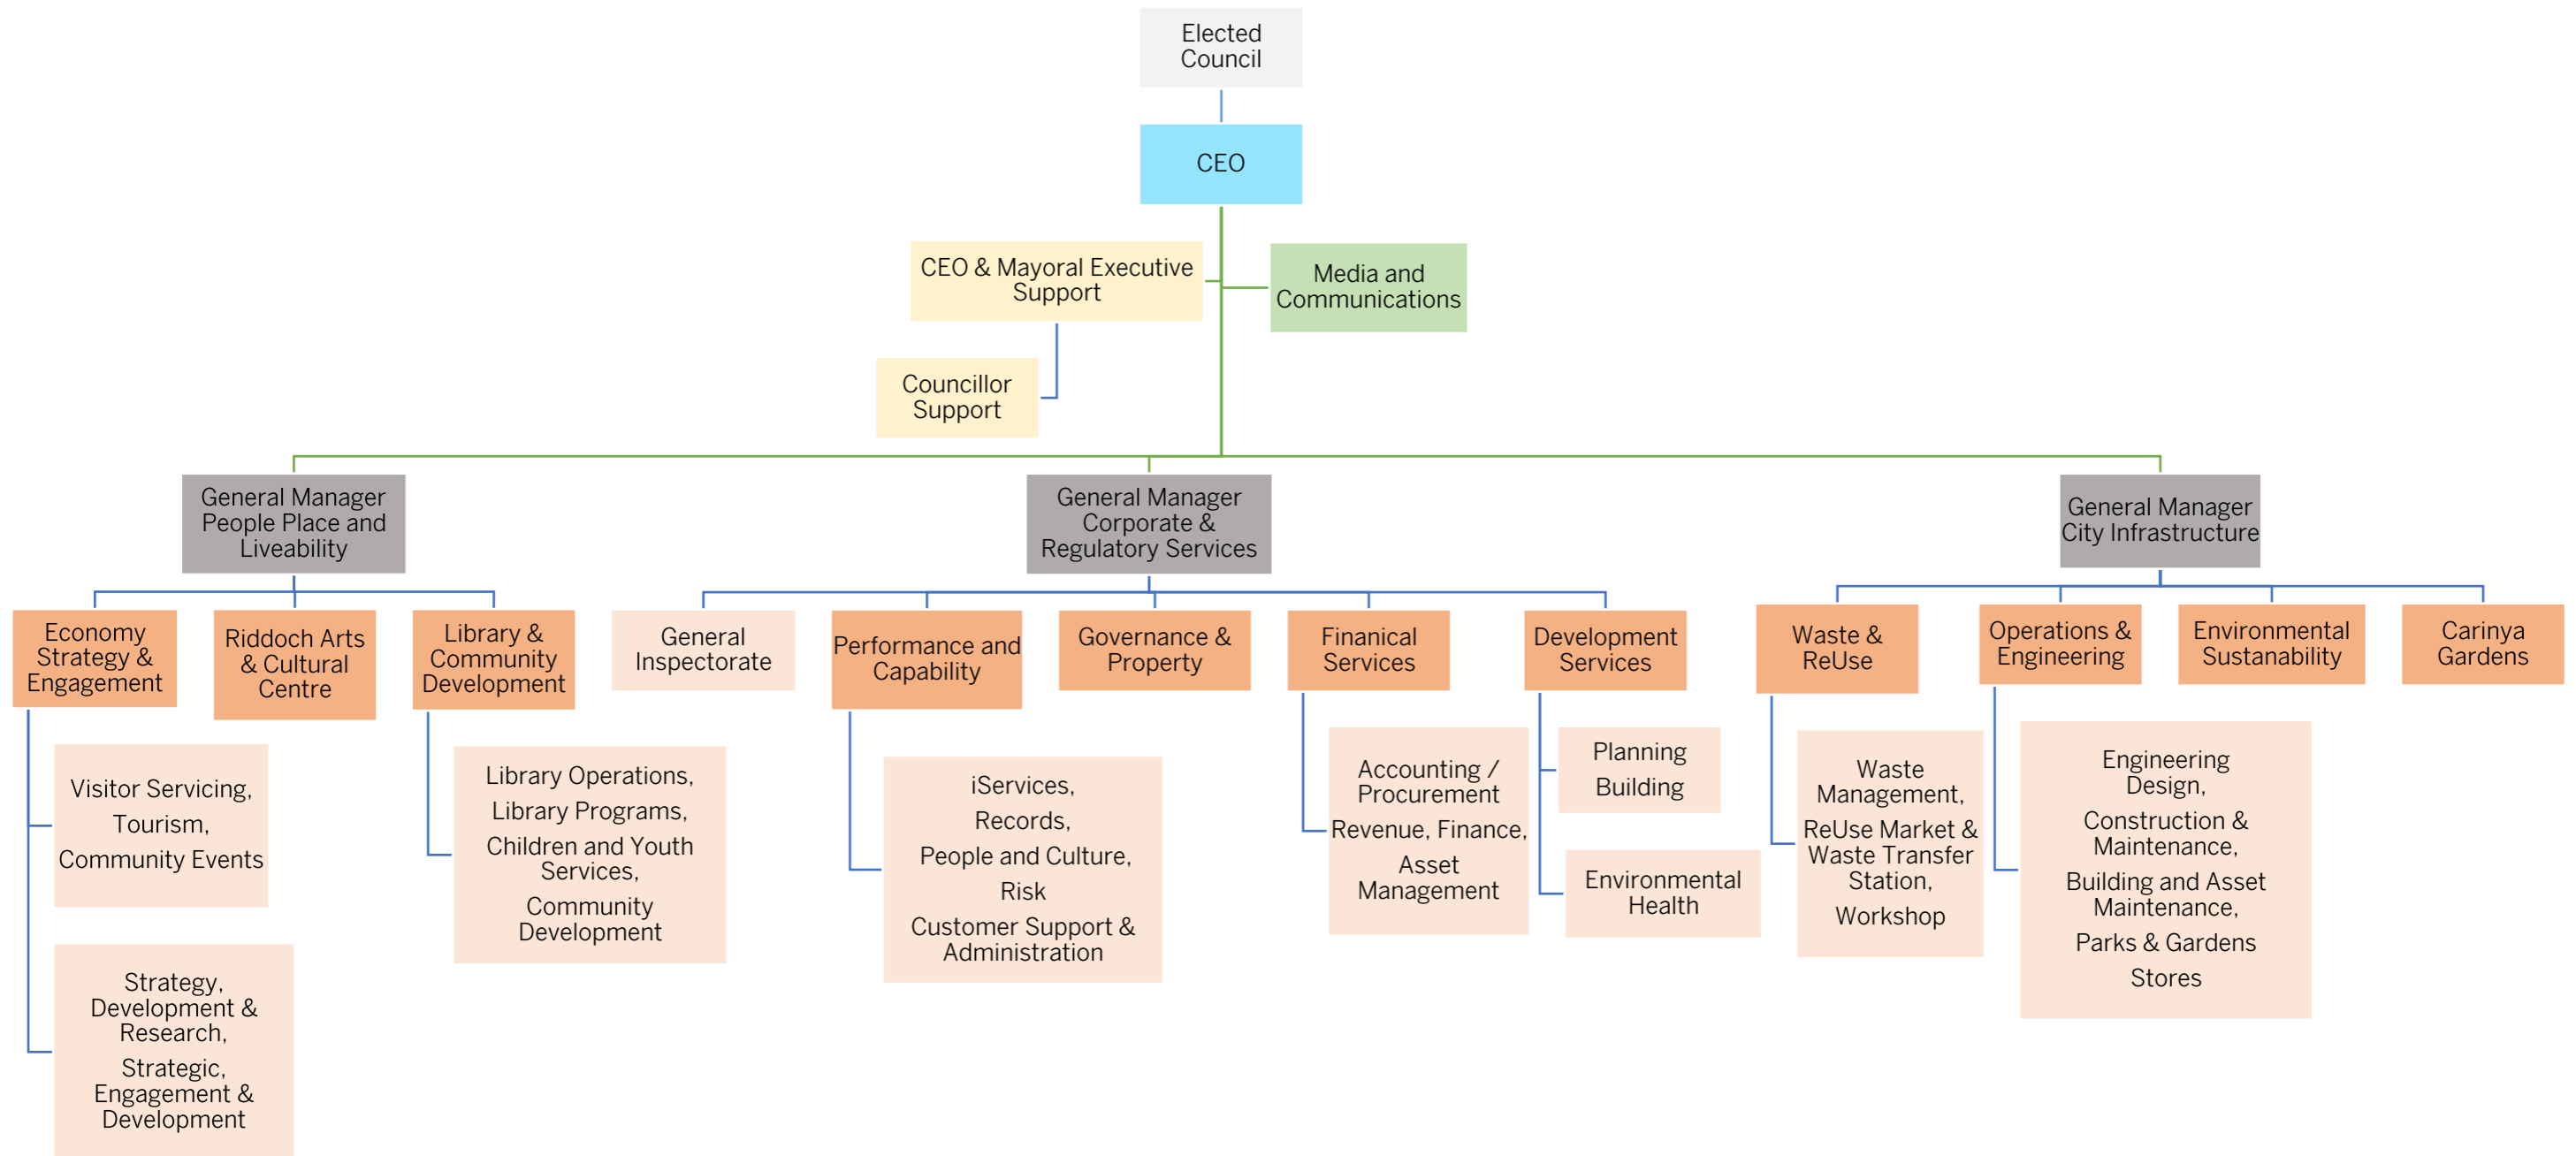 Elected
Council
CEO
CEO & Mayoral Executive
Support
Media and
Communications
Councillor
Support
General Manager
People Place and
Liveability
General Manager
Corporate &
Regulatory Services
General Manager
City Infrastructure
Economy
Strategy &
Engagement
Riddoch Arts
& Cultural
Centre
Library &
Community
Development
General
Inspectorate
Performance and
Capability
Governance &
Property
Finanical
Services
Development
Services
Waste &
ReUse
Operations &
Engineering
Environmental
Sustanability
Carinya
Gardens
Visitor Servicing,
Tourism,
Community Events
Strategy,
Development &
Research,
Strategic,
Engagement &
Development
Library Operations,
Library Programs,
Children and Youth
Services,
Community
Development
iServices,
Records,
People and Culture,
Risk
Customer Support &
Administration
Accounting /
Procurement
Revenue, Finance,
Asset
Management
Planning
Building
Environmental
Health
Waste
Management,
ReUse Market &
Waste Transfer
Station,
Workshop
Engineering
Design,
Construction &
Maintenance,
Building and Asset
Maintenance,
Parks & Gardens
Stores